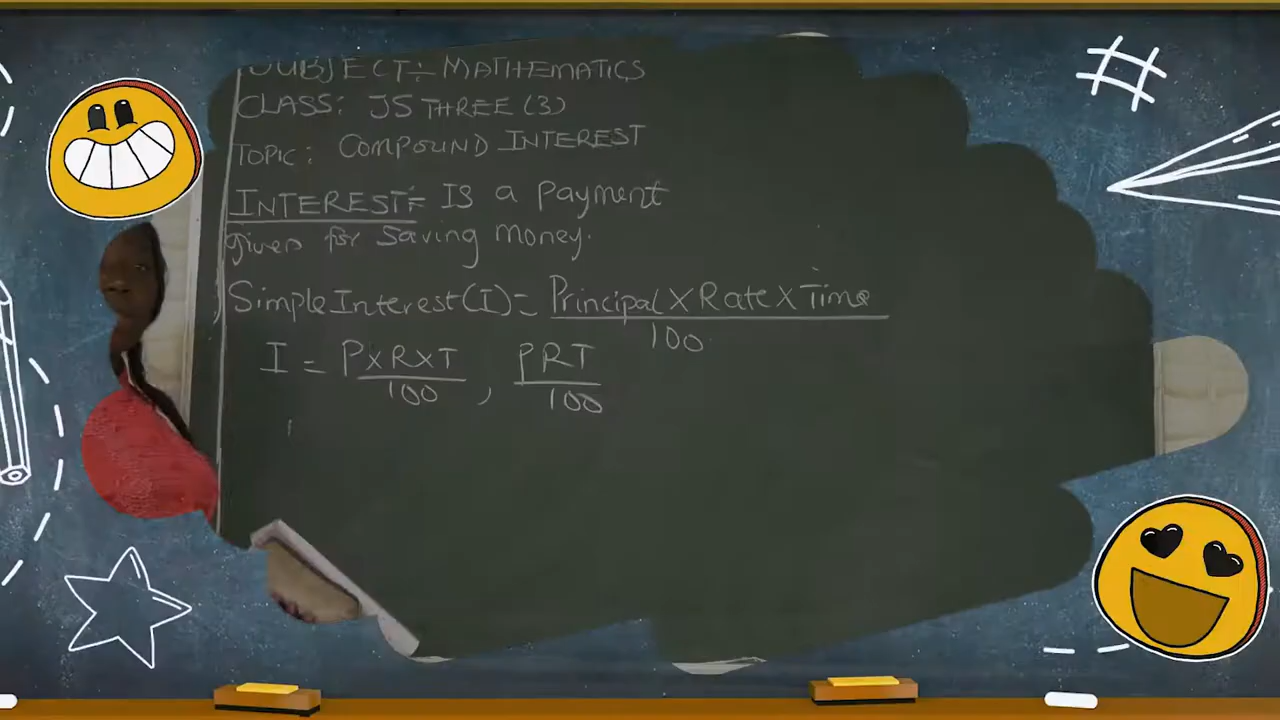 SUBJECT:- MATHEMATICS
CLASS: JS THREE (3)
TOPIC: COMPOUND INTEREST
INTEREST:- IS a payment
given for saving money.
Simple Interest (I) = Principal X Rate X Time
100
I = PXRXT , PRT
100 100